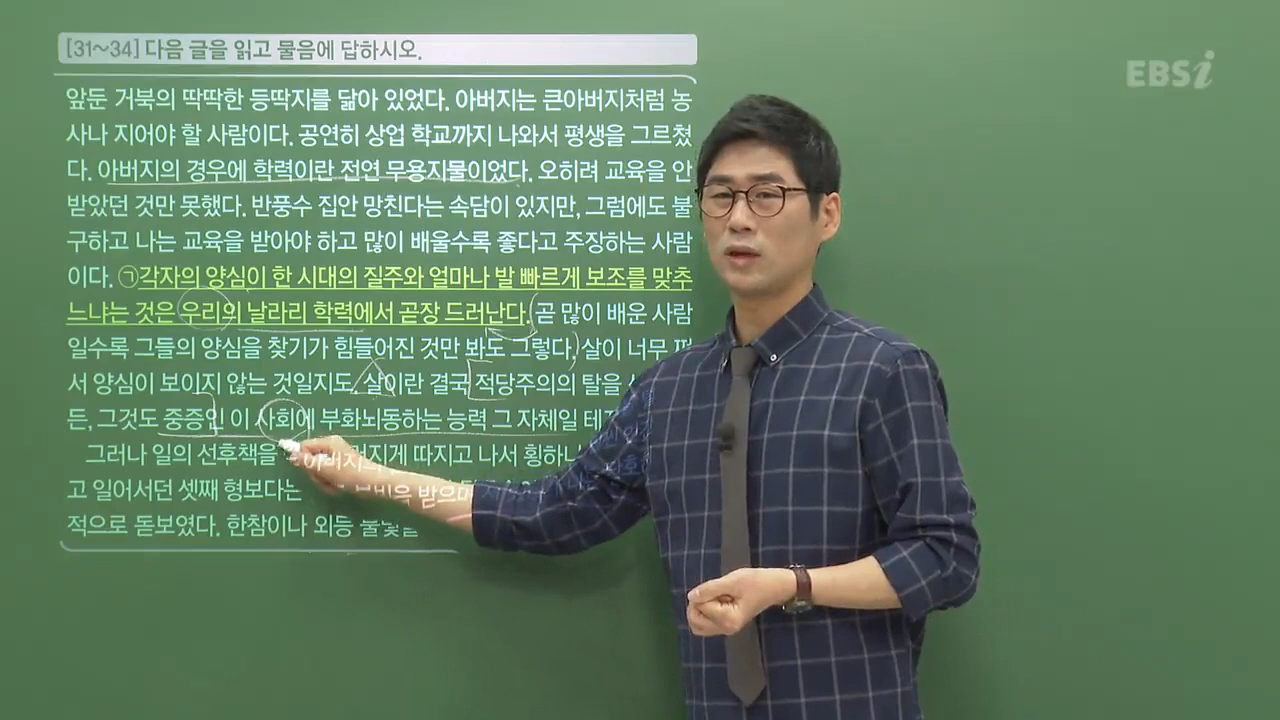 [31~34] 다음 글을 읽고 물음에 답하시오.
EBSi
앞둔 거북의 딱딱한 등딱지를 닮아 있었다. 아버지는 큰아버지처럼 농
사나 지어야 할 사람이다. 공연히 상업 학교까지 나와서 평생을 그르쳤
다. 아버지의 경우에 학력이란 전연 무용지물이었다. 오히려 교육을 안
받았던 것만 못했다. 반풍수 집안 망친다는 속담이 있지만, 그럼에도 불
구하고 나는 교육을 받아야 하고 많이 배울수록 좋다고 주장하는 사람
이다. ㉠각자의 양심이 한 시대의 질주와 얼마나 발 빠르게 보조를 맞추
느냐는 것은 우리의 날라리 학력에서 곧장 드러난다. 곧 많이 배운 사람
일수록 그들의 양심을 찾기가 힘들어진 것만 봐도 그렇다. 살이 너무
서 양심이 보이지 않는 것일지도. 살이란 결국 적당주의의 탈을
든, 그것도 중증인 이 사회에 부화뇌동하는 능력 그 자체일
그러나 일의 선후책을 따지고 나서
고 일어서던 셋째 형보다는 받으며
적으로 돋보였다. 한참이나 외등 불빛을